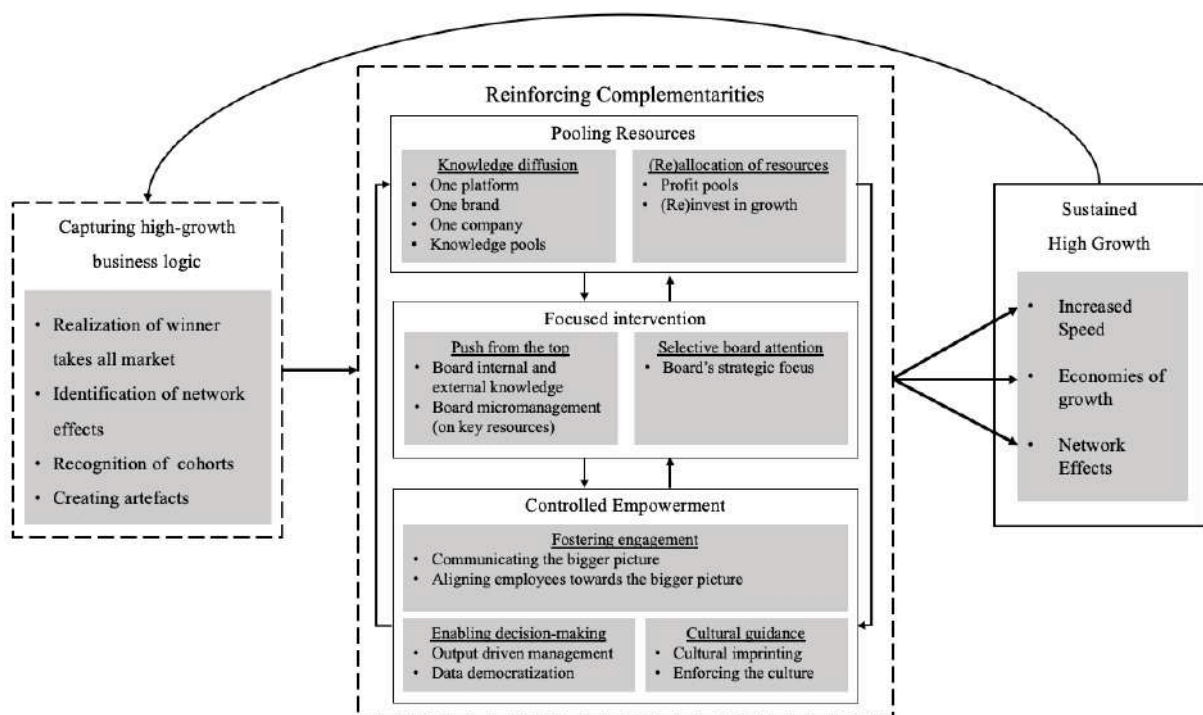 Reinforcing Complementarities
Pooling Resources
Knowledge diffusion
• One platform
• One brand
• One company
• Knowledge pools
(Re)allocation of resources
• Profit pools
• (Re)invest in growth
Capturing high-growth
business logic
• Realization of winner
takes all market
• Identification of network
effects
• Recognition of cohorts
• Creating artefacts
Focused intervention
Push from the top
• Board internal and
external knowledge
• Board micromanagement
(on key resources)
Selective board attention
• Board's strategic focus
Controlled Empowerment
Fostering engagement
• Communicating the bigger picture
• Aligning employees towards the bigger picture
Enabling decision-making
• Output driven management
• Data democratization
Cultural guidance
• Cultural imprinting
• Enforcing the culture
Sustained
High Growth
• Increased
Speed
• Economies of
growth
• Network
Effects